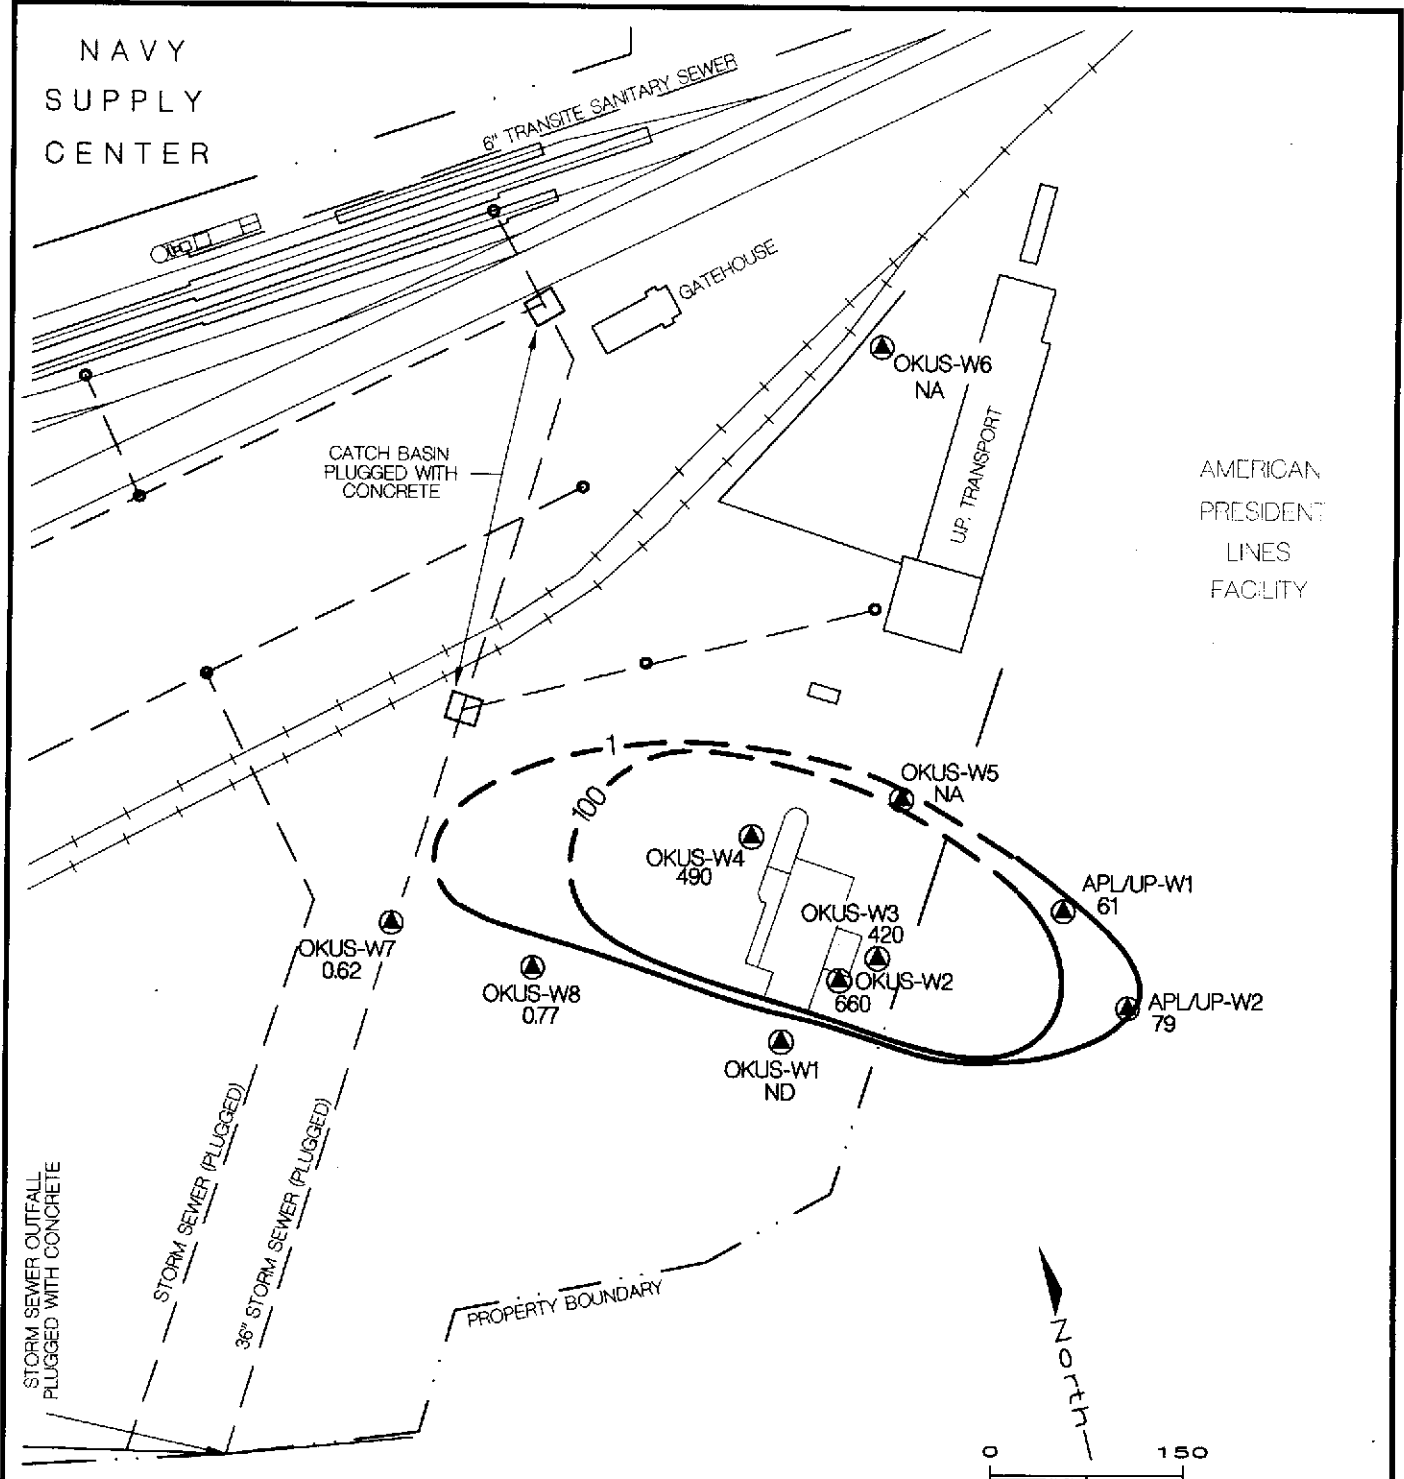 NAVY
SUPPLY
CENTER
6" TRANSITE SANITARY SEWER
GATEHOUSE
OKUS-W6
NA
CATCH BASIN
PLUGGED WITH
CONCRETE
U.P. TRANSPORT
AMERICAN
PRESIDENT
LINES
FACILITY
1
100
OKUS-W5
NA
OKUS-W4
490
APL/UP-W1
61
OKUS-W3
420
OKUS-W7
0.62
OKUS-W8
0.77
OKUS-W2
660
APL/UP-W2
79
OKUS-W1
ND
STORM SEWER (PLUGGED)
36" STORM SEWER (PLUGGED)
STORM SEWER OUTFALL
PLUGGED WITH CONCRETE
PROPERTY BOUNDARY
North
0 150